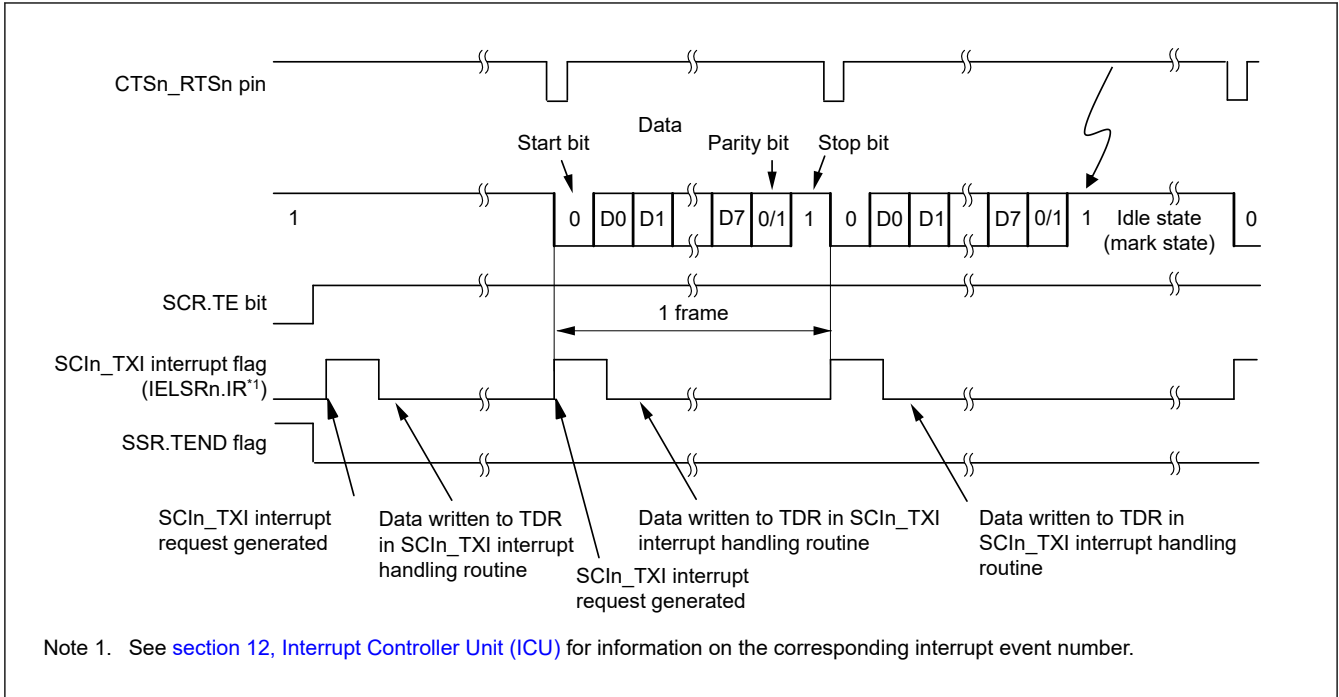 CTSn_RTSn pin
Data
Start bit
Parity bit
Stop bit
1
0
D0
D1
D7
0/1
1
0
D0
D1
D7
0/1
1
Idle state
(mark state)
0
SCR.TE bit
1 frame
SCIn_TXI interrupt flag
(IELSRn.IR*1)
SSR.TEND flag
SCIn_TXI interrupt
request generated
Data written to TDR
in SCIn_TXI interrupt
handling routine
SCIn_TXI interrupt
request generated
Data written to TDR in SCIn_TXI
interrupt handling routine
Data written to TDR in
SCIn_TXI interrupt handling
routine
Note 1. See section 12, Interrupt Controller Unit (ICU) for information on the corresponding interrupt event number.